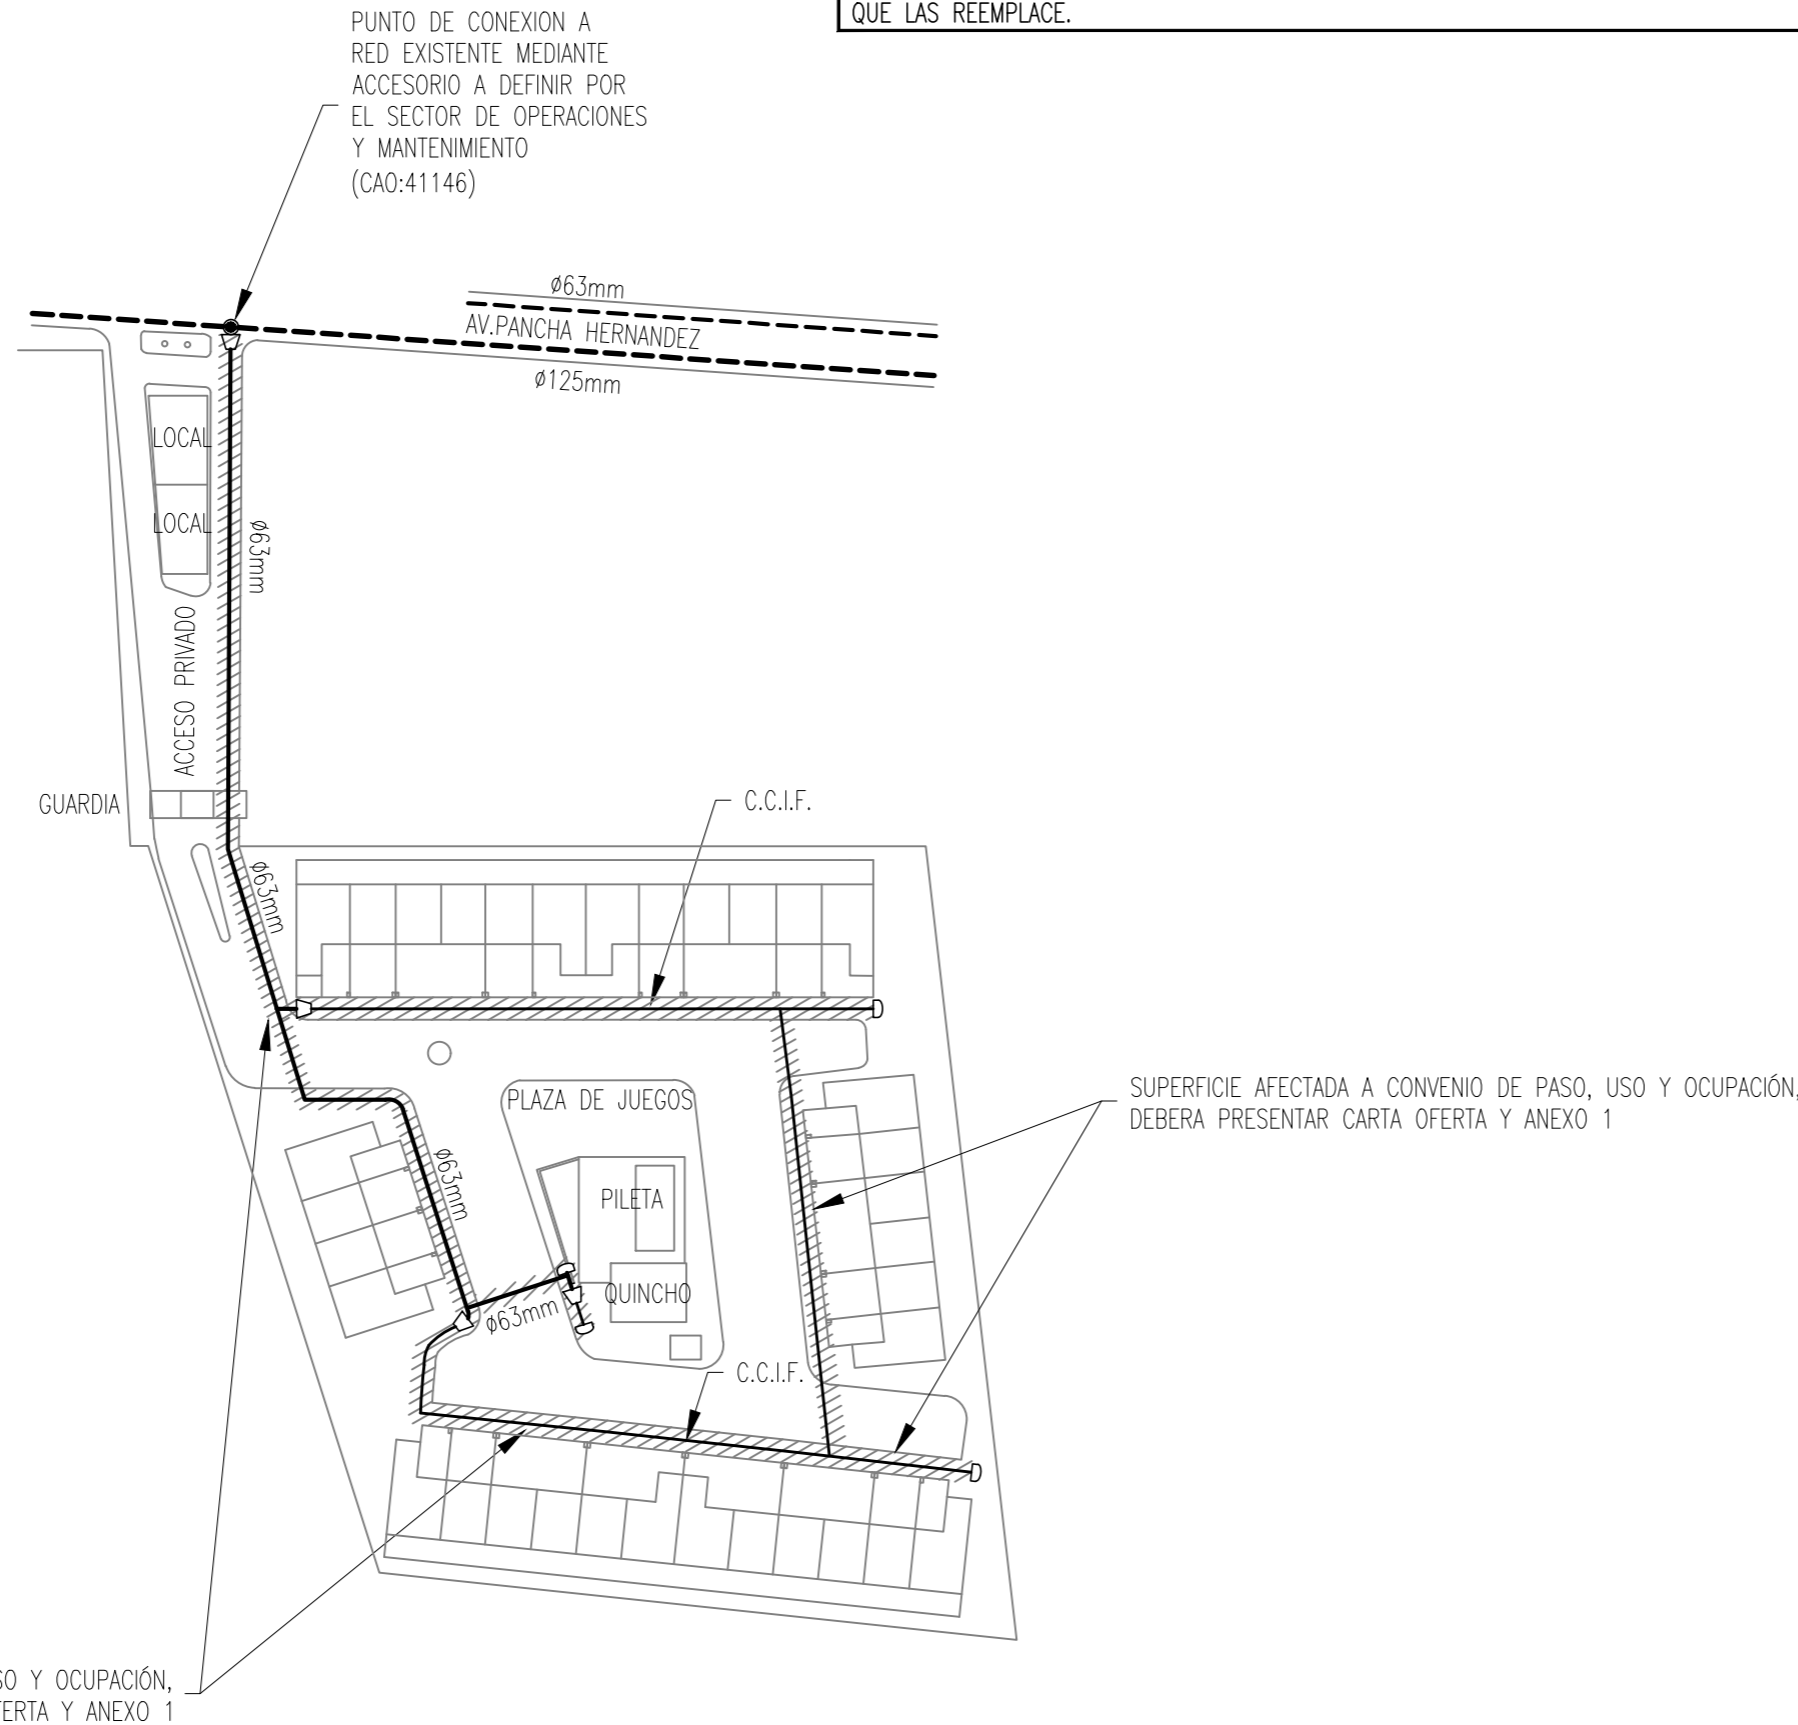 QUE LAS REEMPLACE.
PUNTO DE CONEXION A
RED EXISTENTE MEDIANTE
ACCESORIO A DEFINIR POR
EL SECTOR DE OPERACIONES
Y MANTENIMIENTO
(CAO:41146)
ø63mm
AV.PANCHA HERNANDEZ
ø125mm
LOCAL
LOCAL
ø63mm
ACCESO PRIVADO
GUARDIA
C.C.I.F.
ø63mm
PLAZA DE JUEGOS
SUPERFICIE AFECTADA A CONVENIO DE PASO, USO Y OCUPACIÓN,
DEBERA PRESENTAR CARTA OFERTA Y ANEXO 1
ø63mm
PILETA
QUINCHO
ø63mm
C.C.I.F.
SO Y OCUPACIÓN,
FERTA Y ANEXO 1